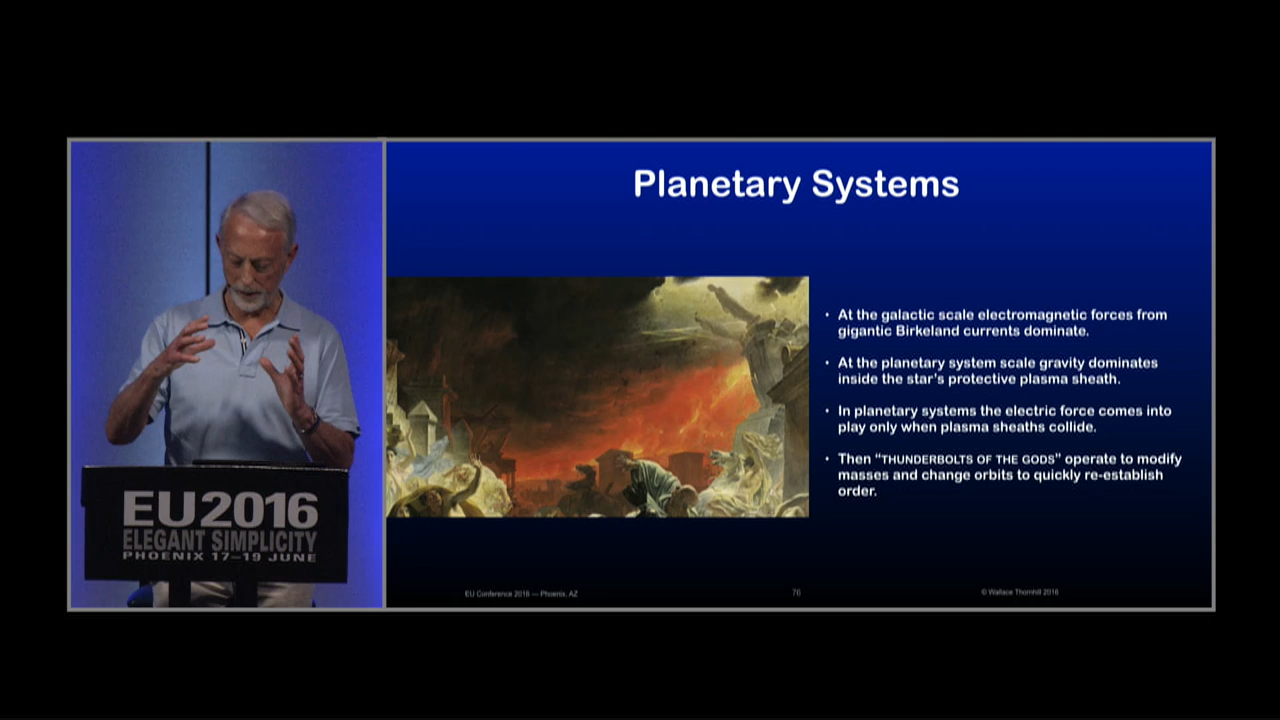 Planetary Systems
• At the galactic scale electromagnetic forces from
gigantic Birkeland currents dominate.
• At the planetary system scale gravity dominates
inside the star's protective plasma sheath.
• In planetary systems the electric force comes into
play only when plasma sheaths collide.
• Then “THUNDERBOLTS OF THE GODS” operate to modify
masses and change orbits to quickly re-establish
order.
EU2016
ELEGANT SIMPLICITY
PHOENIX 17–19 JUNE
EU Conference 2016 — Phoenix, AZ
76
© Wallace Thornhill 2016